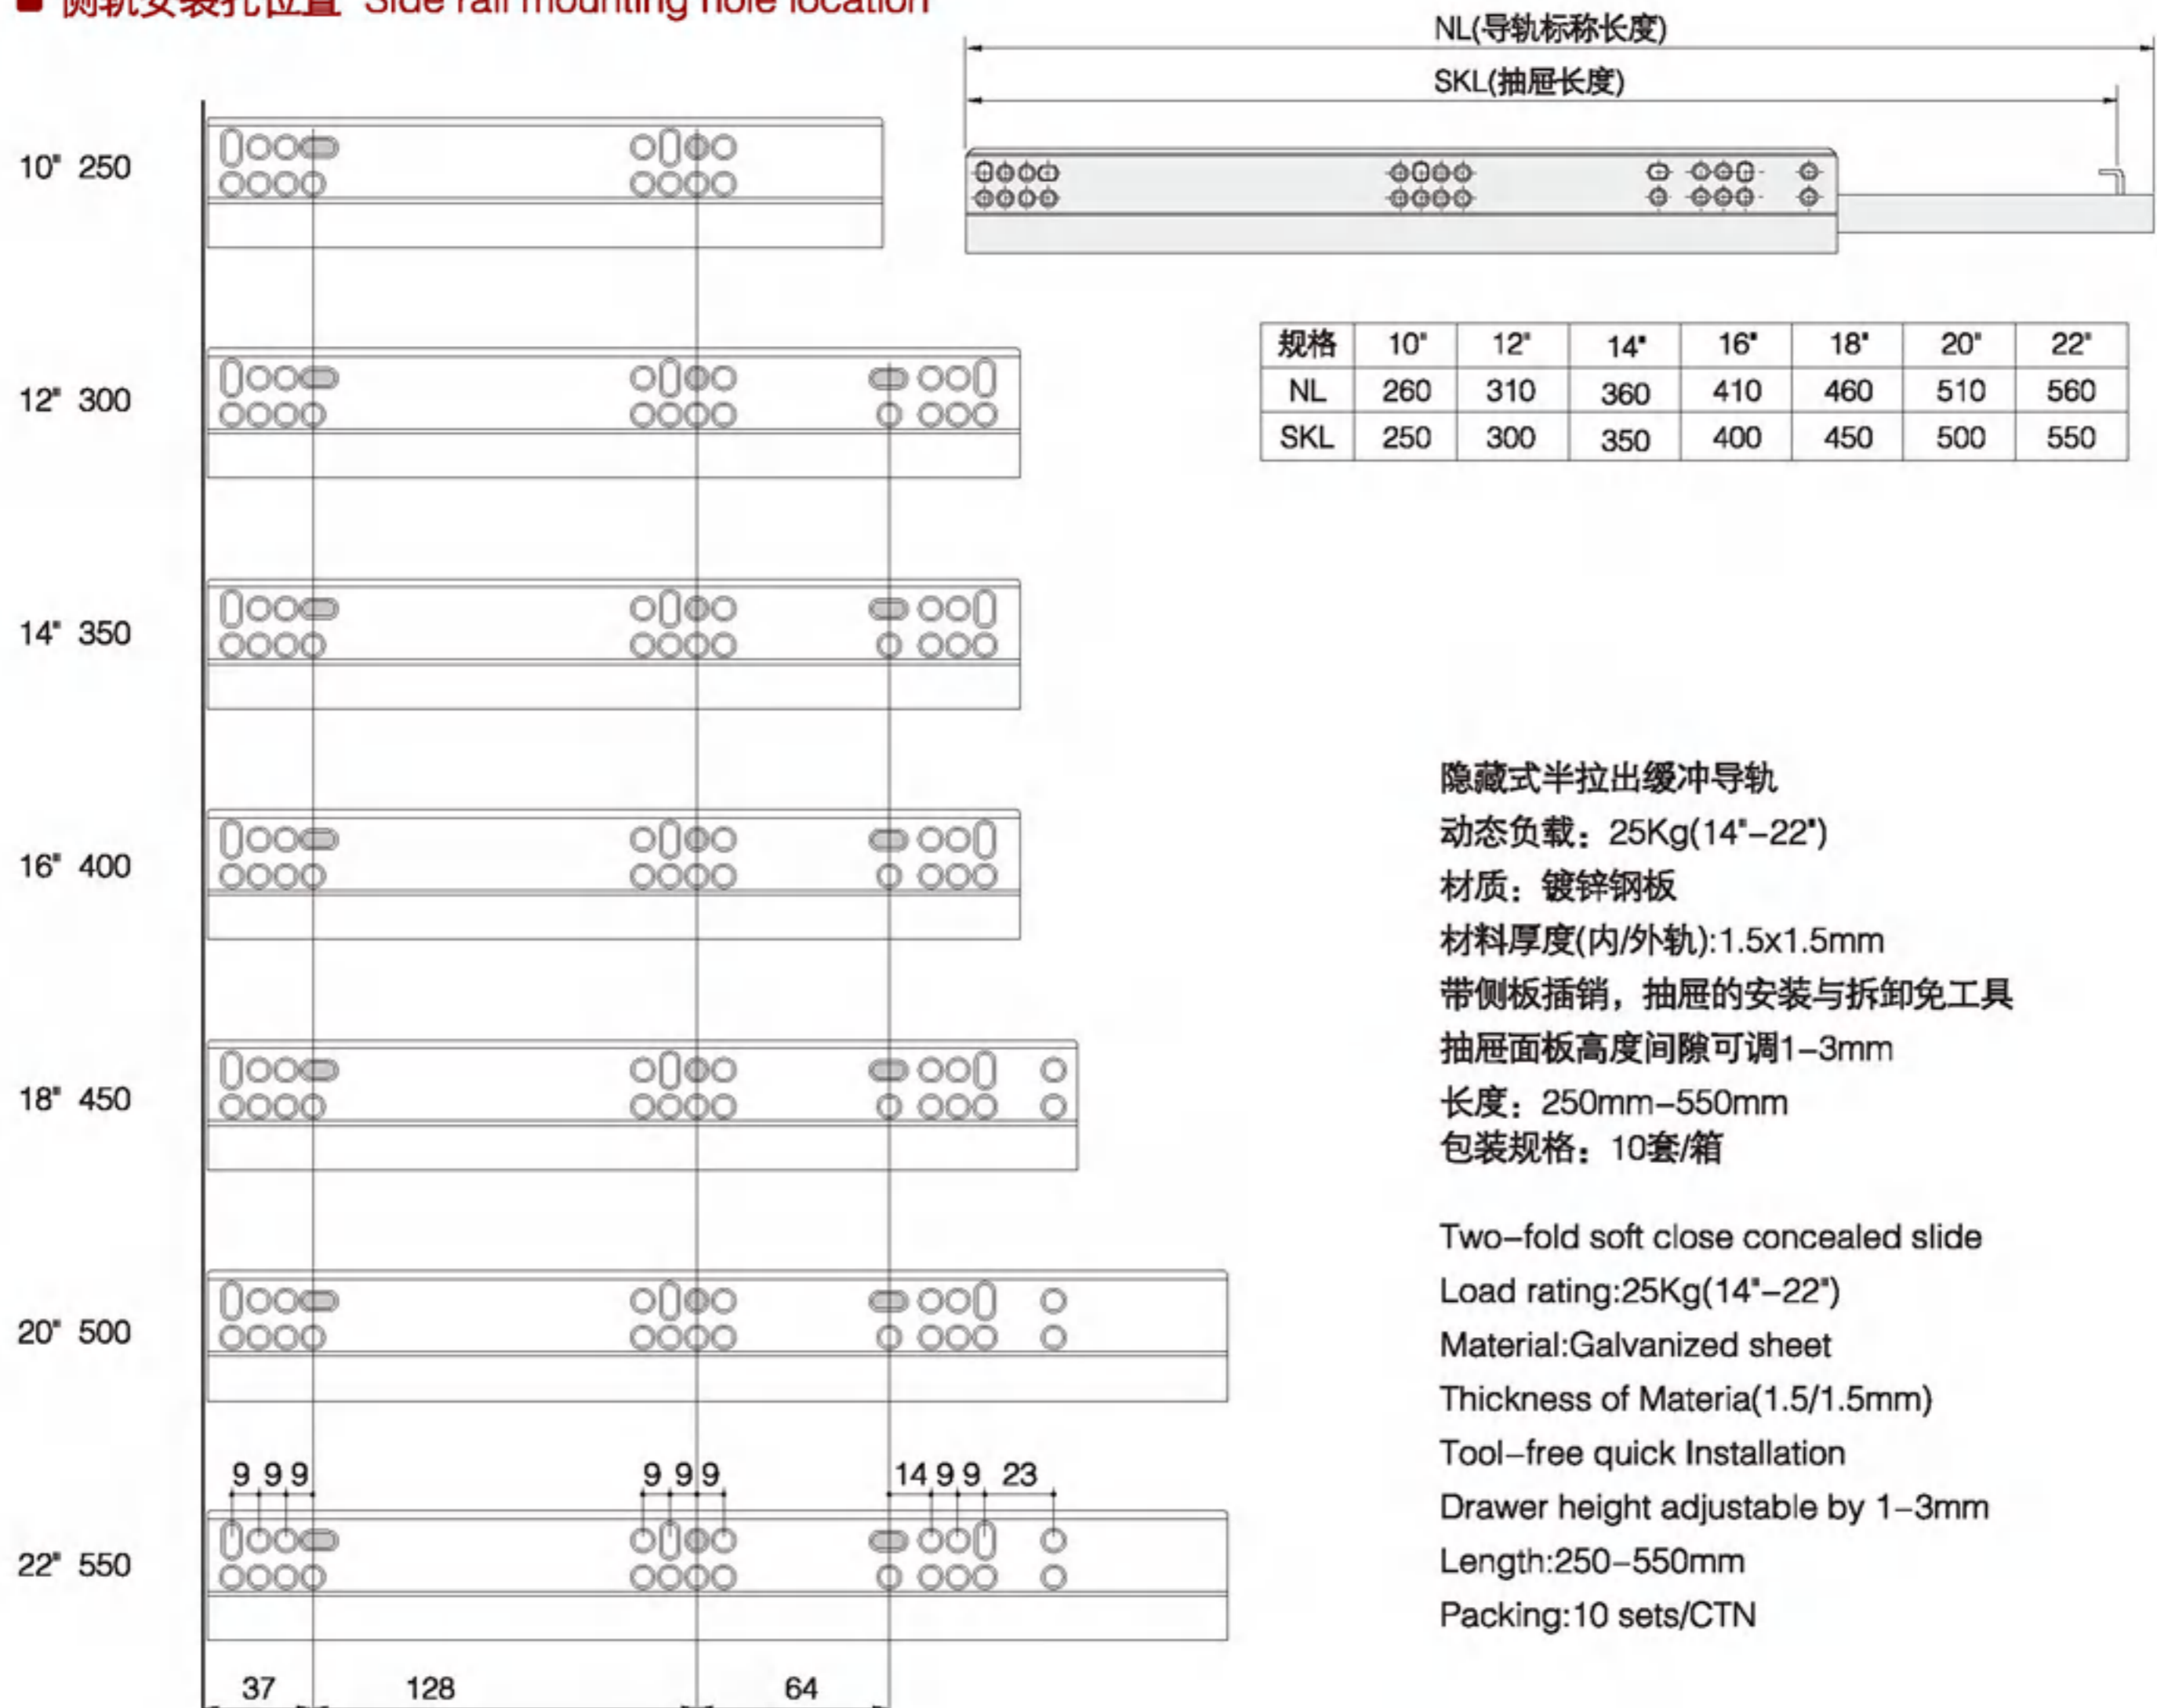 ■ 侧轨安装孔位置 Side rail mounting hole location
NL(导轨标称长度)
SKL(抽屉长度)
10" 250
12" 300
14" 350
16" 400
18" 450
20" 500
22" 550
规格 10" 12" 14" 16" 18" 20" 22"
NL 260 310 360 410 460 510 560
SKL 250 300 350 400 450 500 550
9 9 9 9 9 9 14 9 9 23
37 128 64
隐藏式半拉出缓冲导轨
动态负载：25Kg(14"-22")
材质：镀锌钢板
材料厚度(内/外轨):1.5x1.5mm
带侧板插销，抽屉的安装与拆卸免工具
抽屉面板高度间隙可调1-3mm
长度：250mm-550mm
包装规格：10套/箱
Two-fold soft close concealed slide
Load rating:25Kg(14"-22")
Material:Galvanized sheet
Thickness of Materia(1.5/1.5mm)
Tool-free quick Installation
Drawer height adjustable by 1-3mm
Length:250-550mm
Packing:10 sets/CTN